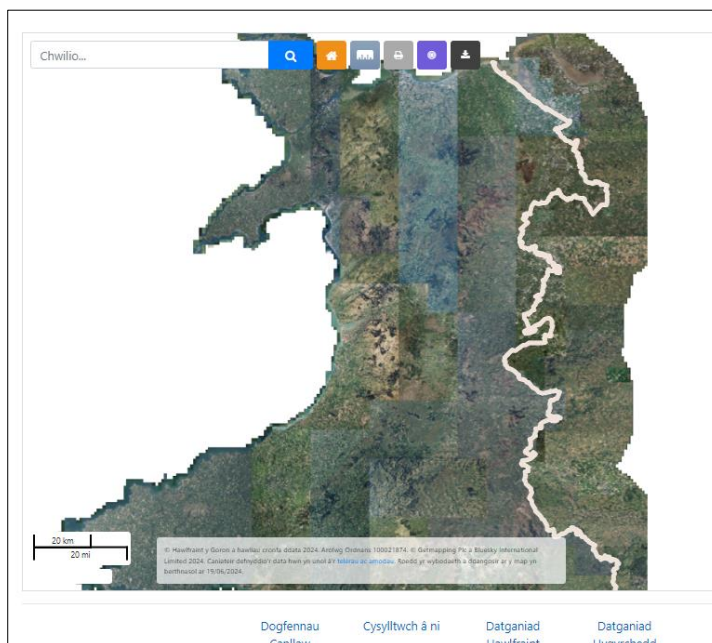 Chwilio...
20 km
20 mi
© Hawlfraint y Goron a hawliau cronfa ddata 2024. Arolwg Ordnans 100021874. © Getmapping Plc a Bluesky International
Limited 2024. Caniateir defnyddio'r data hwn yn unol â'r telerau ac amodau. Roedd yr wybodaeth a ddangosir ar y map yn
berthnasol ar 19/06/2024.
Dogfennau Cysylltwch â ni Datganiad Datganiad
Canllaw Hawlfraint Hygyrchedd